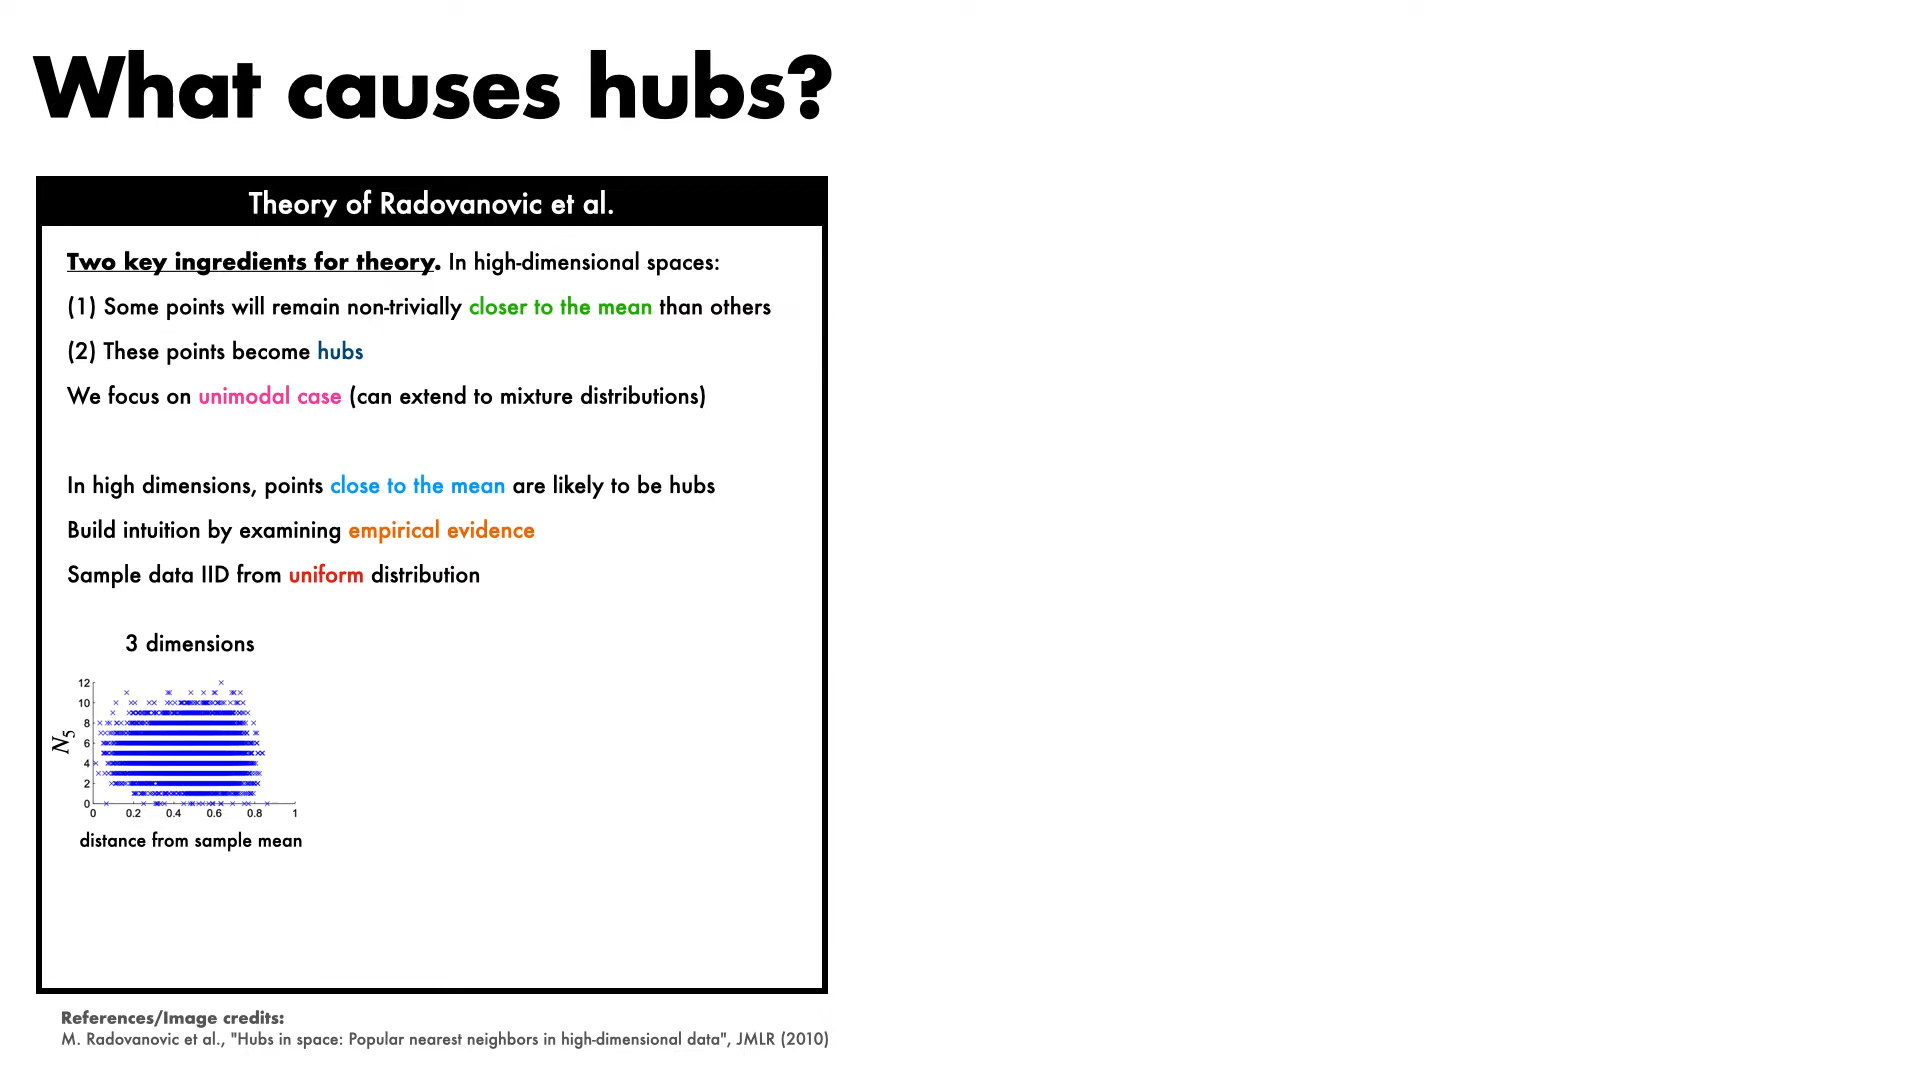 What causes hubs?
Theory of Radovanovic et al.
Two key ingredients for theory. In high-dimensional spaces:
(1) Some points will remain non-trivially closer to the mean than others
(2) These points become hubs
We focus on unimodal case (can extend to mixture distributions)
In high dimensions, points close to the mean are likely to be hubs
Build intuition by examining empirical evidence
Sample data IID from uniform distribution
3 dimensions
12
10
8
6
4
2
0
N5
0 0.2 0.4 0.6 0.8 1
distance from sample mean
References/Image credits:
M. Radovanovic et al., "Hubs in space: Popular nearest neighbors in high-dimensional data", JMLR (2010)